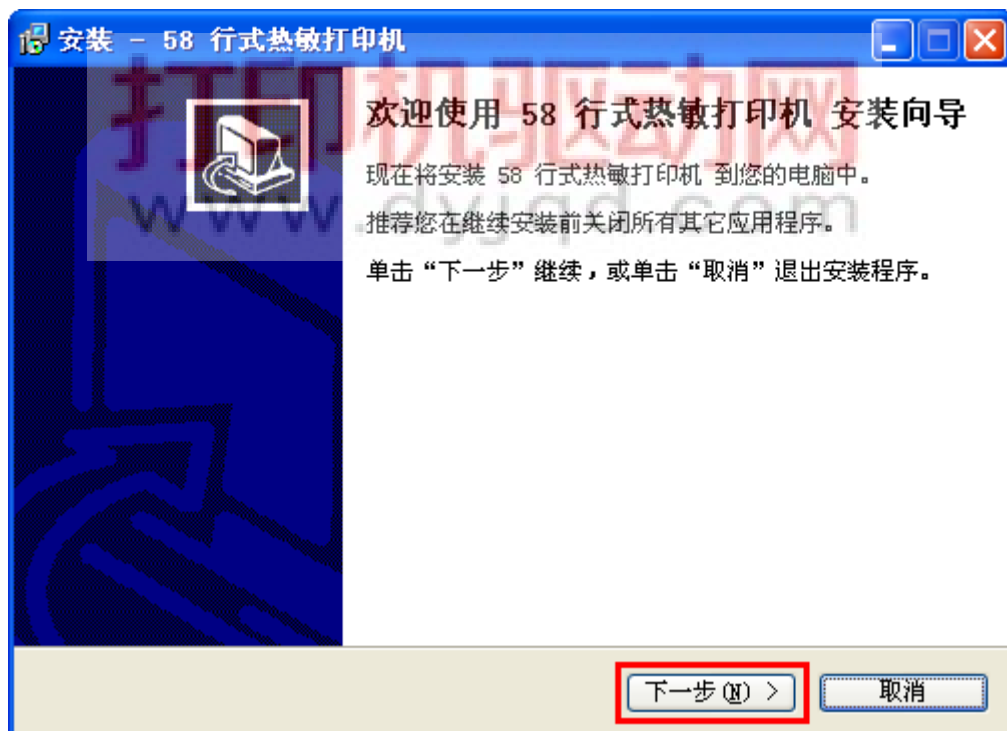 安装 - 58 行式热敏打印机
打印机驱动网
www.dyjqd.com
欢迎使用 58 行式热敏打印机 安装向导
现在将安装 58 行式热敏打印机 到您的电脑中。
推荐您在继续安装前关闭所有其它应用程序。
单击“下一步”继续，或单击“取消”退出安装程序。
下一步(N) >
取消